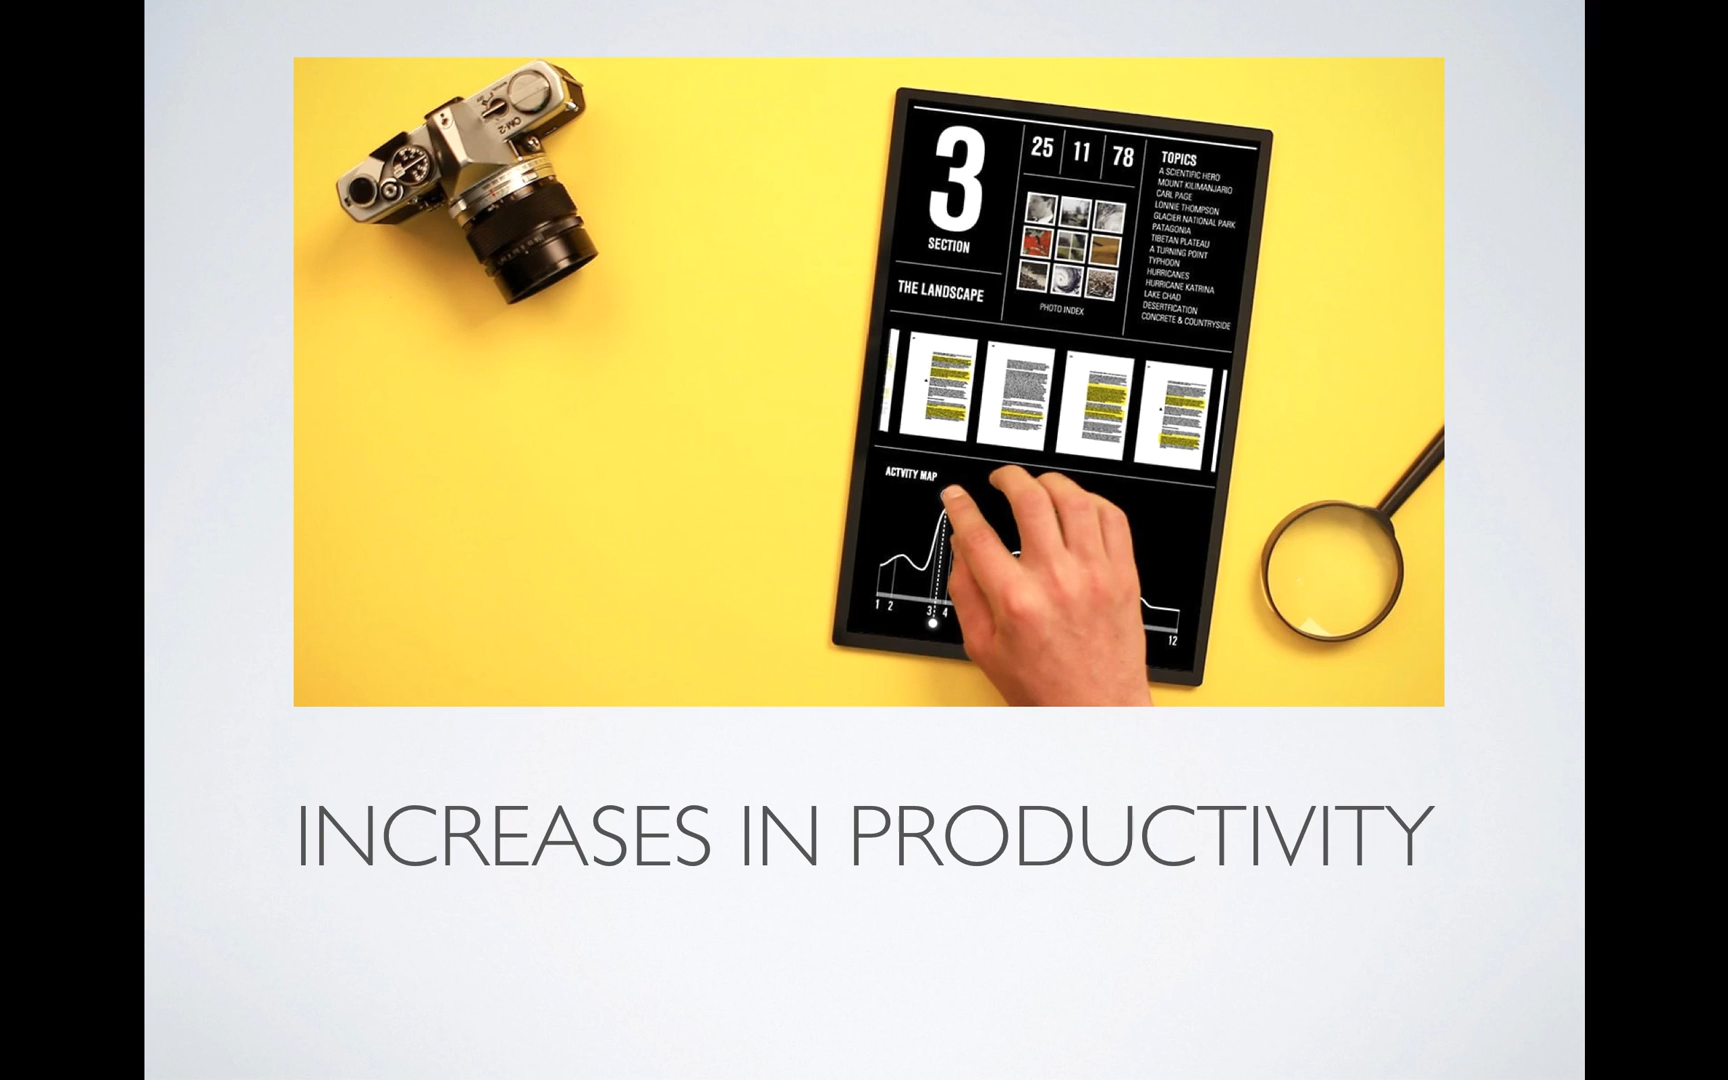 OM-2
3
SECTION
THE LANDSCAPE
25 11 78
PHOTO INDEX
TOPICS
A SCIENTIFIC HERO
MOUNT KILIMANJARIO
CARL PAGE
LONNIE THOMPSON
GLACIER NATIONAL PARK
PATAGONIA
TIBETAN PLATEAU
A TURNING POINT
TYPHOON
HURRICANES
HURRICANE KATRINA
LAKE CHAD
DESERTFICATION
CONCRETE & COUNTRYSIDE
ACTVITY MAP
1 2 3 4 12
INCREASES IN PRODUCTIVITY